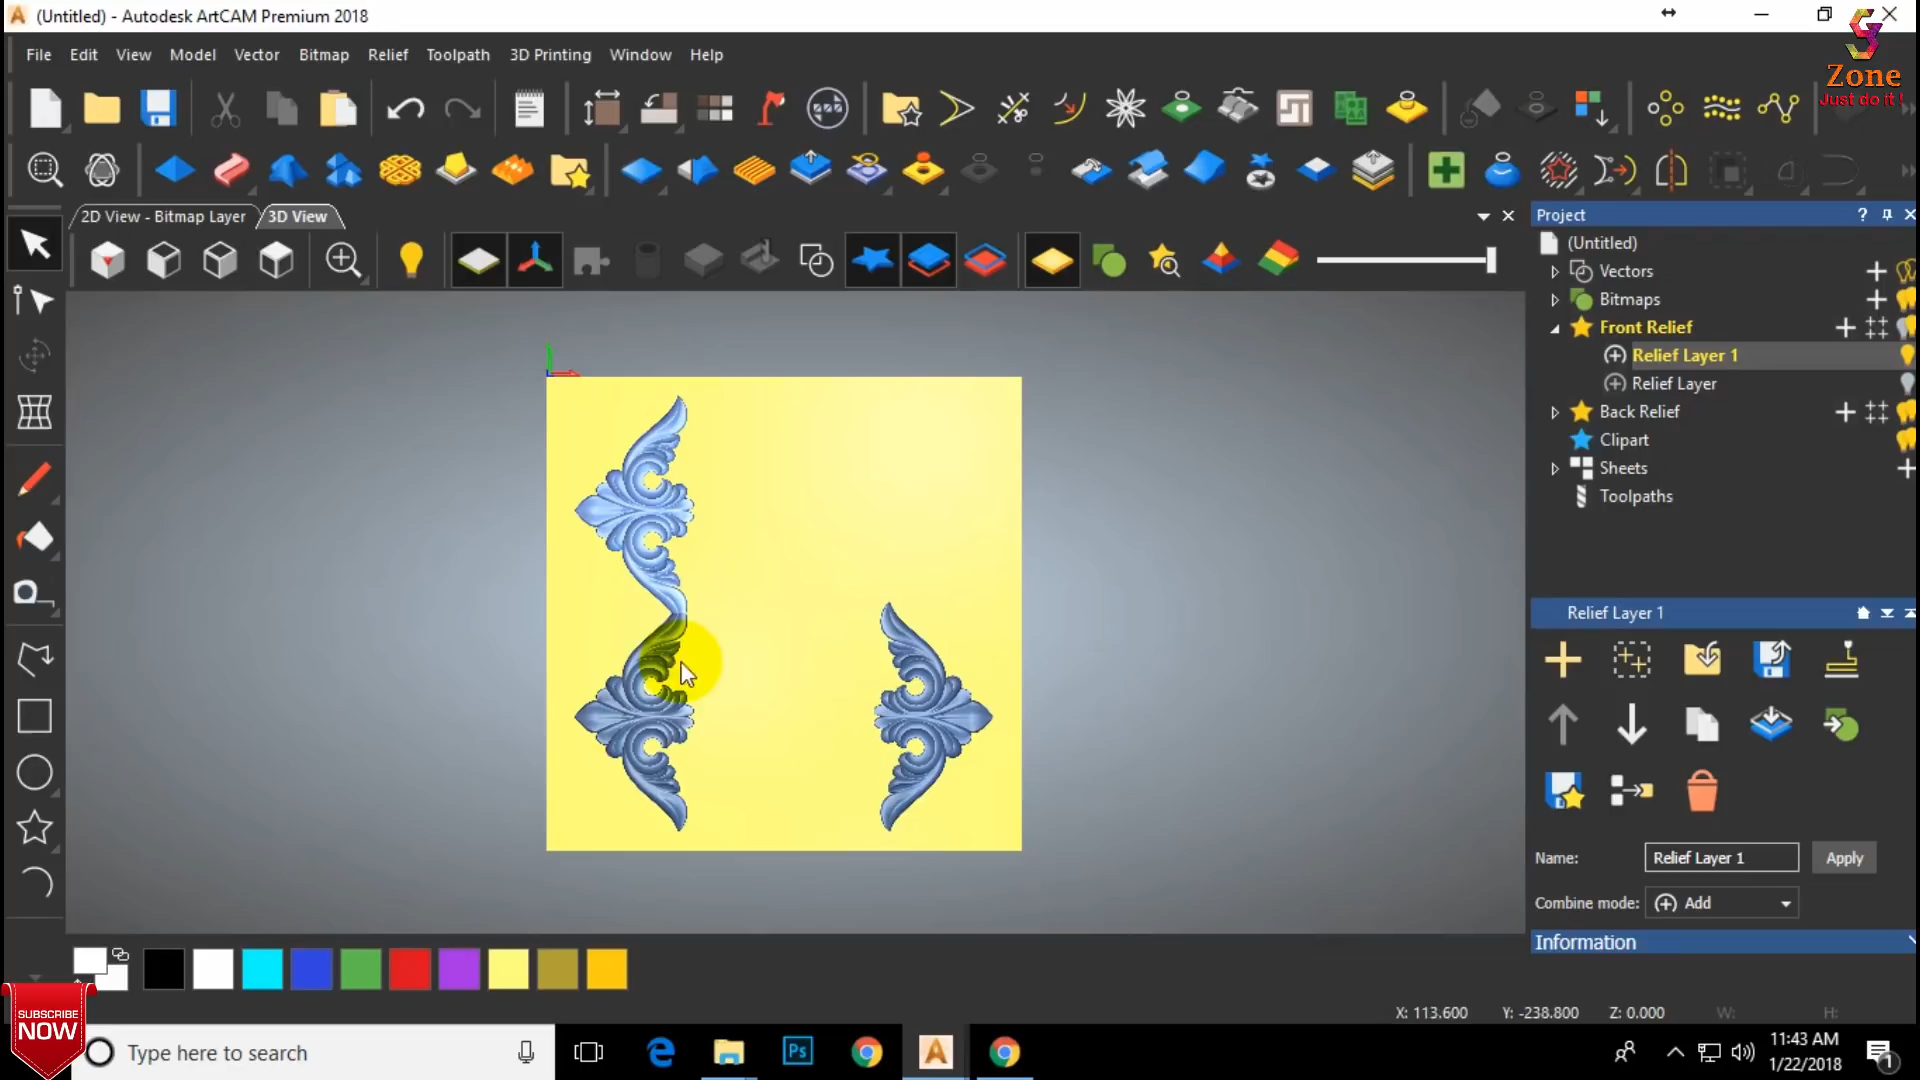 (Untitled) - Autodesk ArtCAM Premium 2018
Zone
Just do it !
File Edit View Model Vector Bitmap Relief Toolpath 3D Printing Window Help
2D View - Bitmap Layer 3D View
Project
(Untitled)
Vectors
Bitmaps
Front Relief
Relief Layer 1
Relief Layer
Back Relief
Clipart
Sheets
Toolpaths
Relief Layer 1
Name: Relief Layer 1 Apply
Combine mode: Add
Information
X: 113.600 Y: -238.800 Z: 0.000 W: H:
SUBSCRIBE
NOW
Type here to search
Ps
11:43 AM
1/22/2018
1